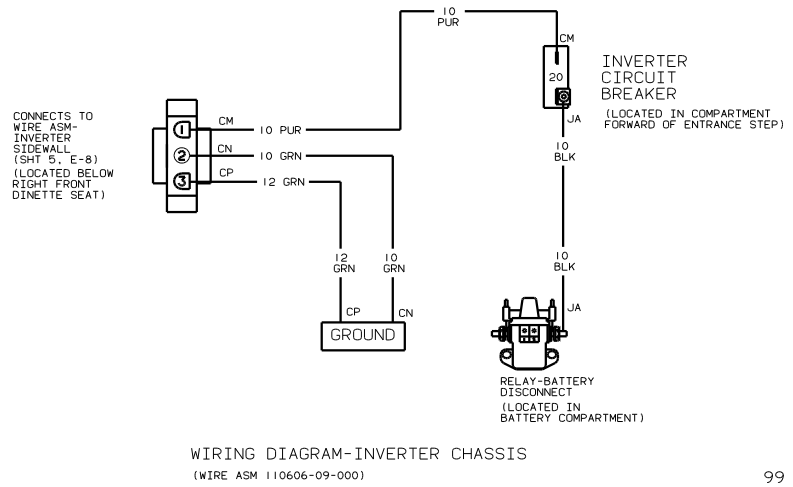 10
PUR
CM
20
INVERTER
CIRCUIT
BREAKER
(LOCATED IN COMPARTMENT
FORWARD OF ENTRANCE STEP)
JA
CONNECTS TO
WIRE ASM-
INVERTER
SIDEWALL
(SHT 5, E-8)
(LOCATED BELOW
RIGHT FRONT
DINETTE SEAT)
1
CM
10 PUR
2
CN
10 GRN
3
CP
12 GRN
10
BLK
12
GRN
10
GRN
10
BLK
CP
CN
JA
GROUND
RELAY-BATTERY
DISCONNECT
(LOCATED IN
BATTERY COMPARTMENT)
WIRING DIAGRAM-INVERTER CHASSIS
(WIRE ASM 110606-09-000)
99